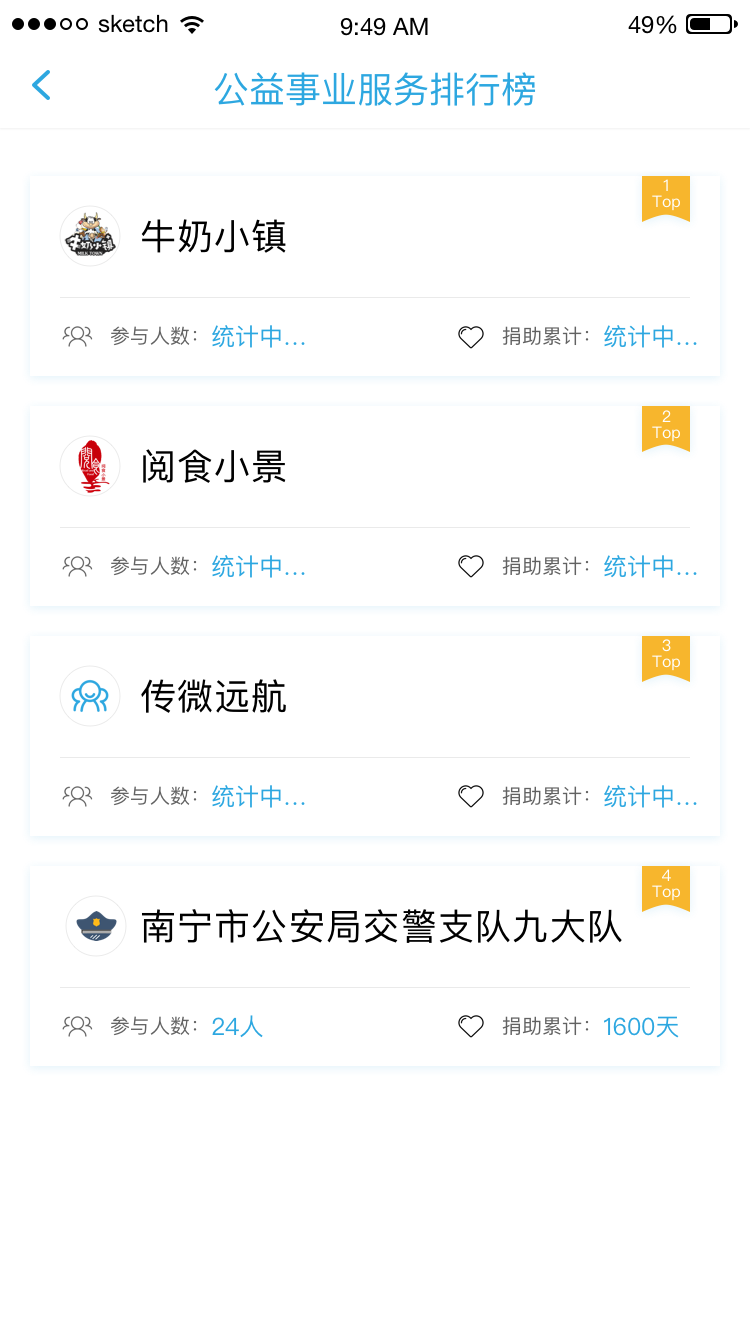 sketch 9:49 AM 49%
公益事业服务排行榜
1
Top
牛奶小镇
参与人数: 统计中... 捐助累计: 统计中...
2
Top
阅食小景
参与人数: 统计中... 捐助累计: 统计中...
3
Top
传微远航
参与人数: 统计中... 捐助累计: 统计中...
4
Top
南宁市公安局交警支队九大队
参与人数: 24人 捐助累计: 1600天